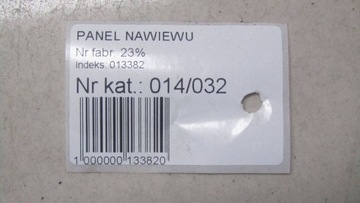 PANEL NAWIEWU
Nr fabr 23%
indeks 013382
Nr kat.: 014/032
1 000000 133820